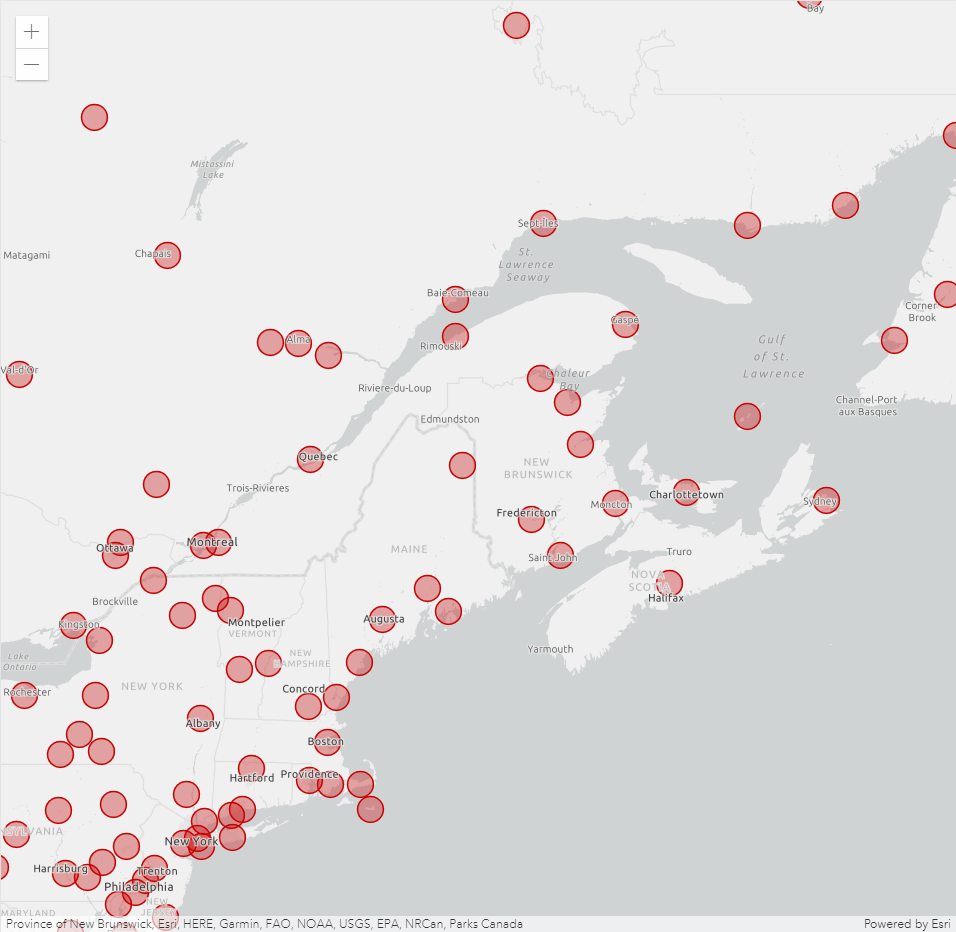 Bay
+
−
Mistassini
Lake
Matagami
Chapais
Sept-Îles
St.
Lawrence
Seaway
Baie-Comeau
Corner
Brook
Gaspé
Alma
Rimouski
Gulf
of St.
Lawrence
Val-d'Or
Chaleur
Bay
Riviere-du-Loup
Channel-Port
aux Basques
Edmundston
Quebec
NEW
BRUNSWICK
Trois-Rivieres
Charlottetown
Moncton
Sydney
Fredericton
Montreal
Ottawa
MAINE
Saint John
Truro
NOVA
SCOTIA
Halifax
Brockville
Kingston
Montpelier
VERMONT
Augusta
Yarmouth
Lake
Ontario
NEW
HAMPSHIRE
Rochester
NEW YORK
Concord
Albany
Boston
Hartford
Providence
SYLVANIA
New York
Harrisburg
Trenton
Philadelphia
NEW
JERSEY
MARYLAND
Province of New Brunswick, Esri, HERE, Garmin, FAO, NOAA, USGS, EPA, NRCan, Parks Canada
Powered by Esri